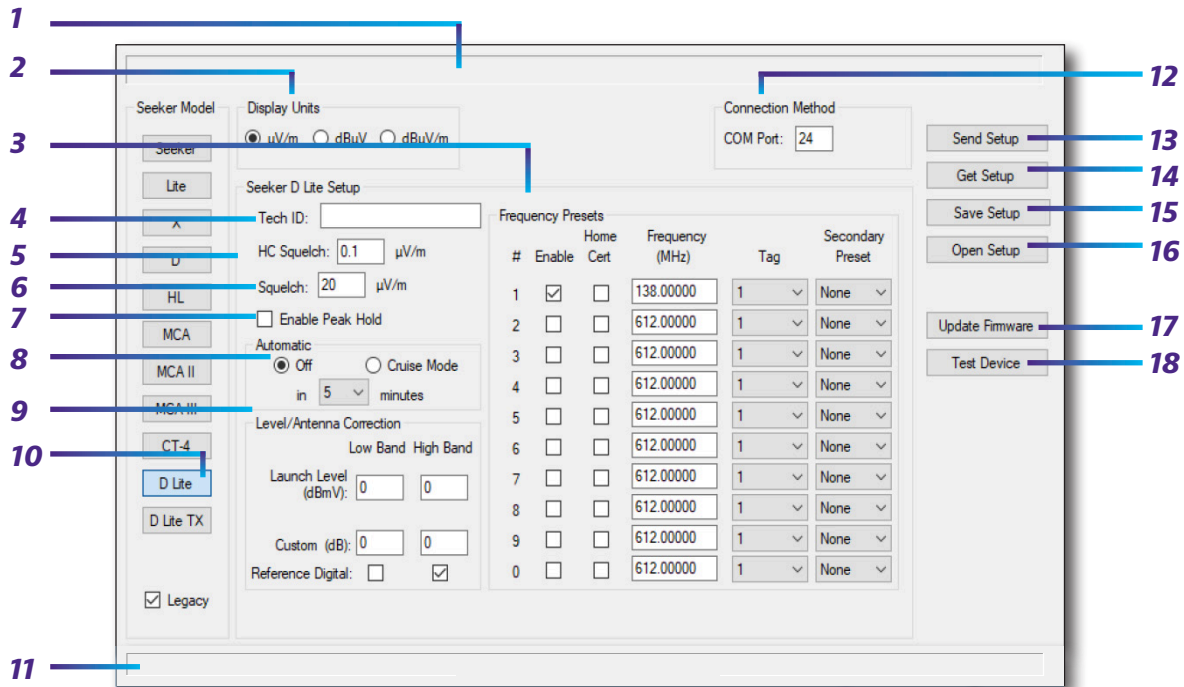 1
2
3
4
5
6
7
8
9
10
11
12
13
14
15
16
17
18
Seeker Model
Seeker
Lite
X
D
HL
MCA
MCA II
MCA III
CT-4
D Lite
D Lite TX
Legacy
Display Units
µV/m dBuV dBuV/m
Connection Method
COM Port: 24
Send Setup
Get Setup
Save Setup
Open Setup
Update Firmware
Test Device
Seeker D Lite Setup
Tech ID:
HC Squelch: 0.1 µV/m
Squelch: 20 µV/m
Enable Peak Hold
Automatic
Off Cruise Mode
in 5 minutes
Level/Antenna Correction
Low Band High Band
Launch Level (dBmV): 0 0
Custom (dB): 0 0
Reference Digital:
Frequency Presets
# Enable Home Cert Frequency (MHz) Tag Secondary Preset
1 138.00000 1 None
2 612.00000 1 None
3 612.00000 1 None
4 612.00000 1 None
5 612.00000 1 None
6 612.00000 1 None
7 612.00000 1 None
8 612.00000 1 None
9 612.00000 1 None
0 612.00000 1 None